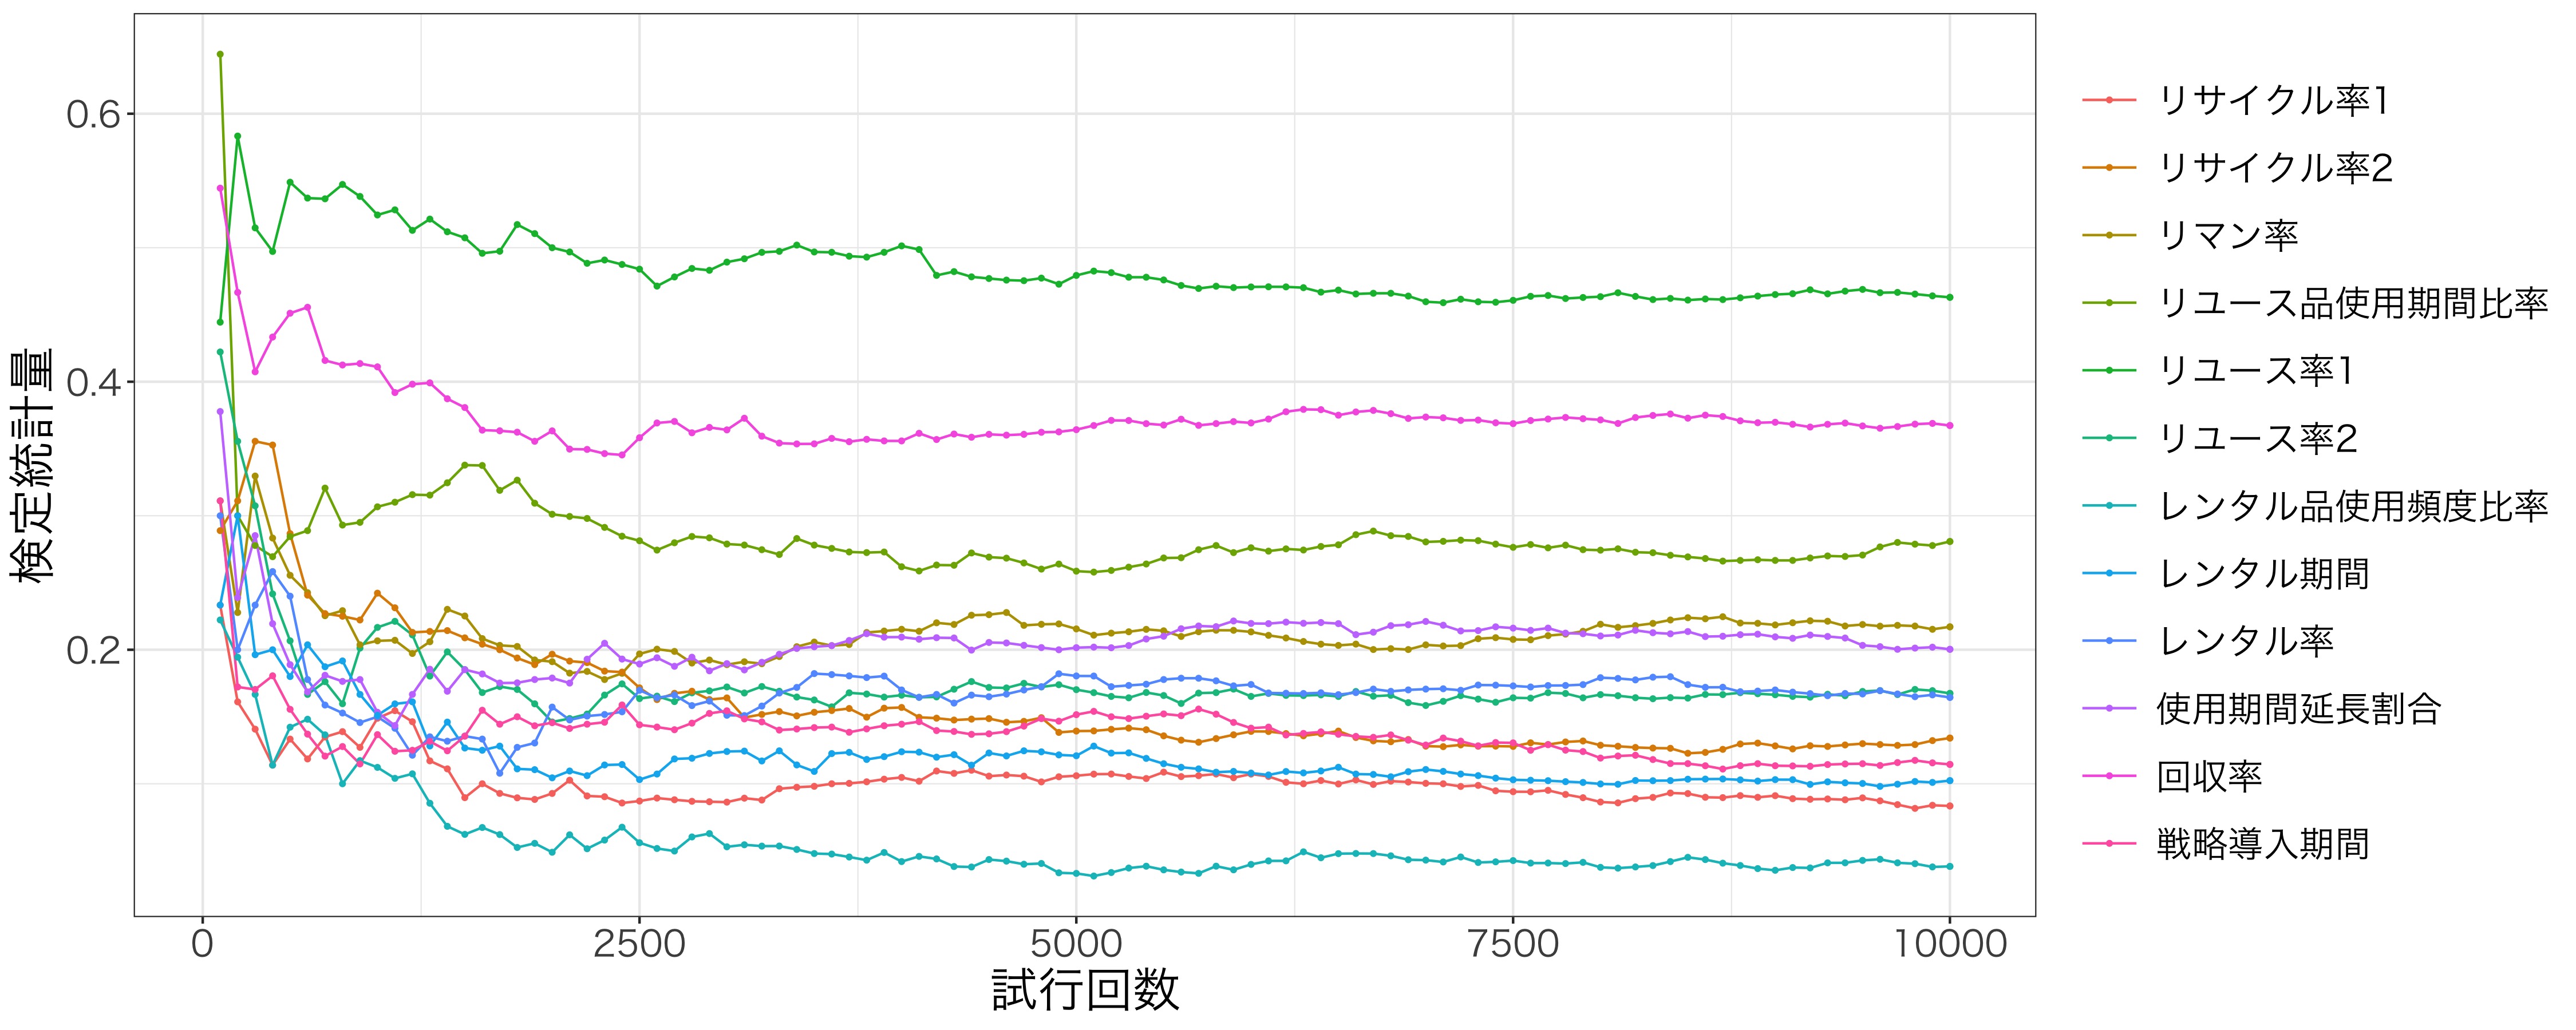 0.6
0.4
0.2
検定統計量
0
2500
5000
7500
10000
試行回数
リサイクル率1
リサイクル率2
リマン率
リユース品使用期間比率
リユース率1
リユース率2
レンタル品使用頻度比率
レンタル期間
レンタル率
使用期間延長割合
回収率
戦略導入期間